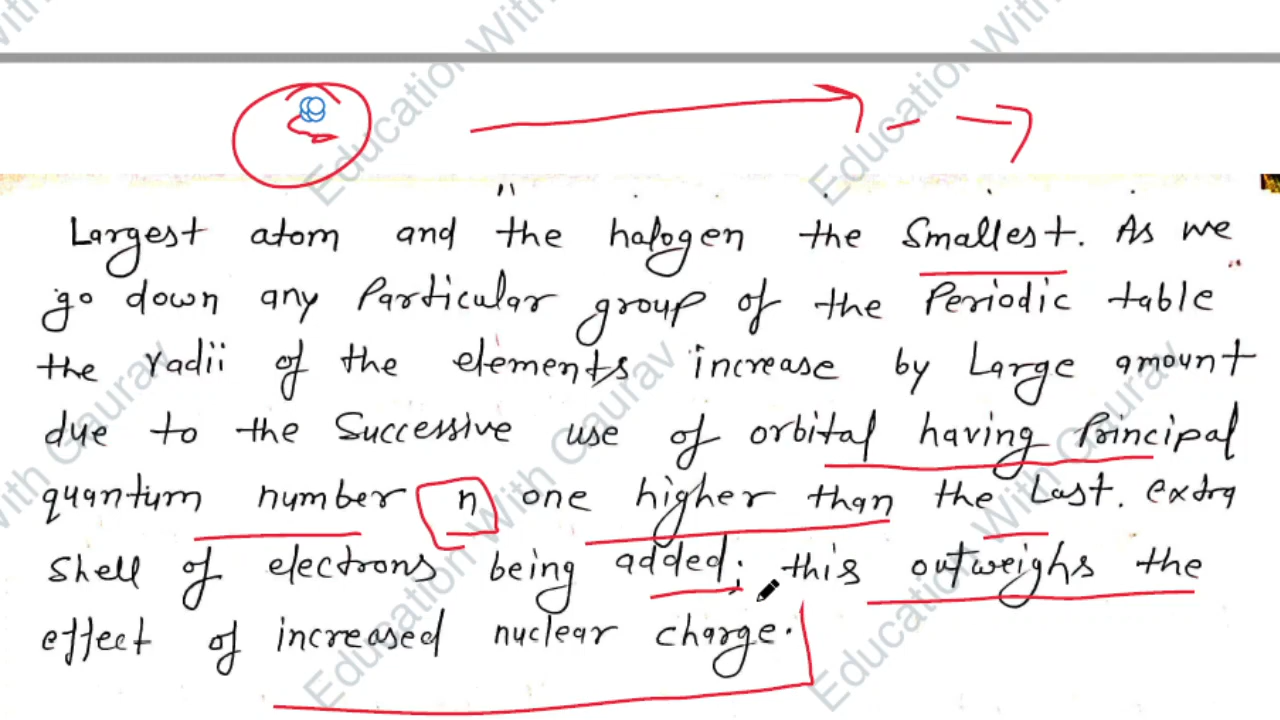 Largest atom and the halogen the Smallest. As we
go down any Particular group of the Periodic table
the radii of the elements increase by Large amount
due to the Successive use of orbital having Principal
quantum number n one higher than the Last. extra
Shell of electrons being added; this outweighs the
effect of increased nuclear charge.
Education With Gaurav